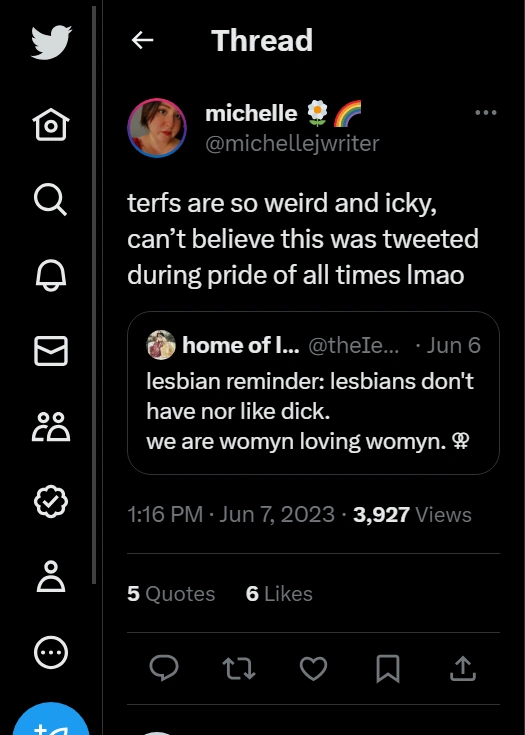 Thread
michelle 🌼🌈
@michellejwriter
terfs are so weird and icky,
can’t believe this was tweeted
during pride of all times lmao
home of l... @theIe... · Jun 6
lesbian reminder: lesbians don't
have nor like dick.
we are womyn loving womyn. ⚢
1:16 PM · Jun 7, 2023 · 3,927 Views
5 Quotes 6 Likes